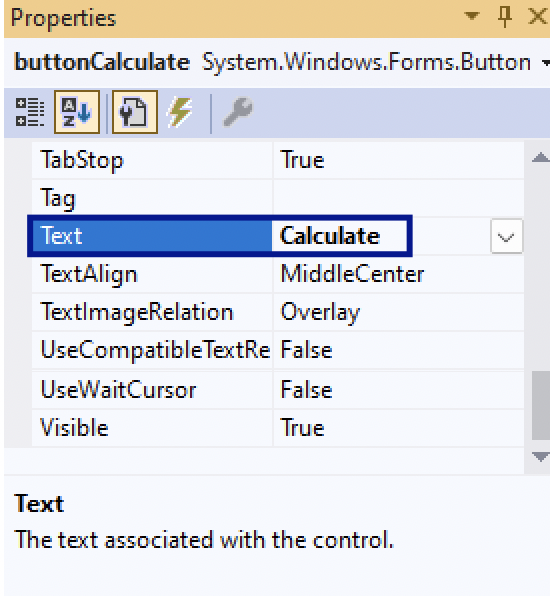 Properties
buttonCalculate System.Windows.Forms.Button
TabStop True
Tag
Text Calculate
TextAlign MiddleCenter
TextImageRelation Overlay
UseCompatibleTextRe False
UseWaitCursor False
Visible True
Text
The text associated with the control.